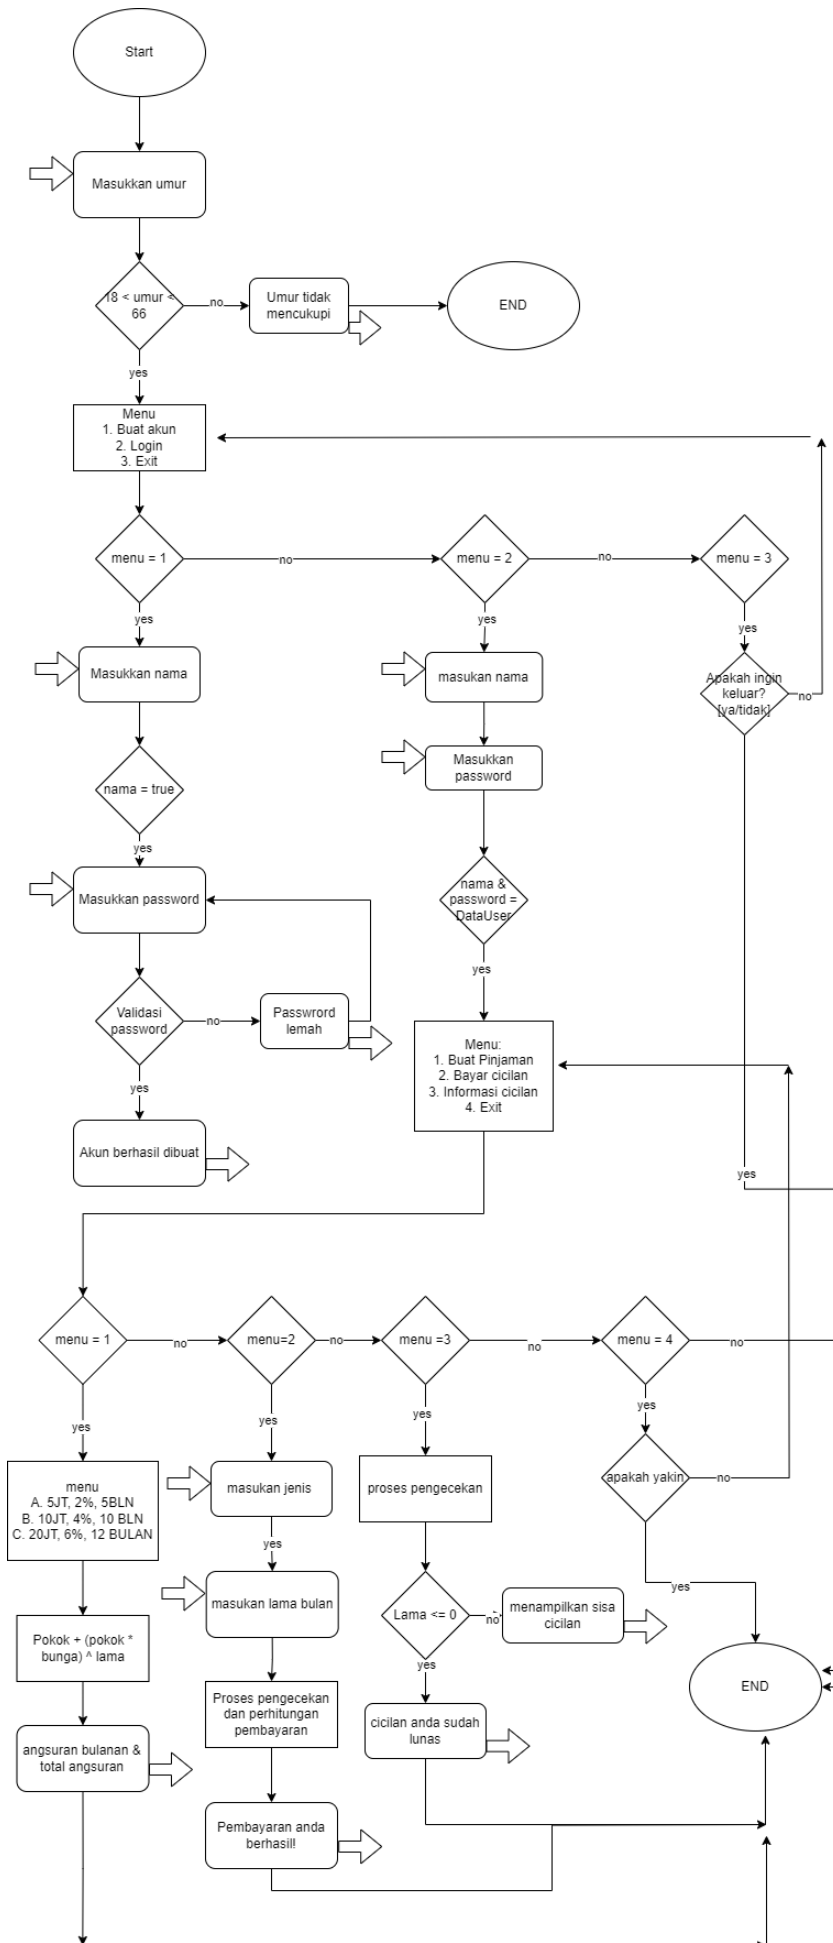 Start
Masukkan umur
18 < umur <
66
no
Umur tidak
mencukupi
END
yes
Menu
1. Buat akun
2. Login
3. Exit
menu = 1
no
menu = 2
no
menu = 3
yes
yes
yes
Masukkan nama
masukan nama
Apakah ingin
keluar?
[ya/tidak]
no
nama = true
Masukkan
password
yes
Masukkan password
nama &
password =
DataUser
yes
Validasi
password
no
Passwrord
lemah
Menu:
1. Buat Pinjaman
2. Bayar cicilan
3. Informasi cicilan
4. Exit
yes
Akun berhasil dibuat
yes
menu = 1
no
menu=2
no
menu =3
no
menu = 4
no
yes
yes
yes
yes
menu
A. 5JT, 2%, 5BLN
B. 10JT, 4%, 10 BLN
C. 20JT, 6%, 12 BULAN
masukan jenis
proses pengecekan
apakah yakin
no
yes
yes
masukan lama bulan
Lama <= 0
no
menampilkan sisa
cicilan
Pokok + (pokok *
bunga) ^ lama
yes
Proses pengecekan
dan perhitungan
pembayaran
END
angsuran bulanan &
total angsuran
cicilan anda sudah
lunas
Pembayaran anda
berhasil!